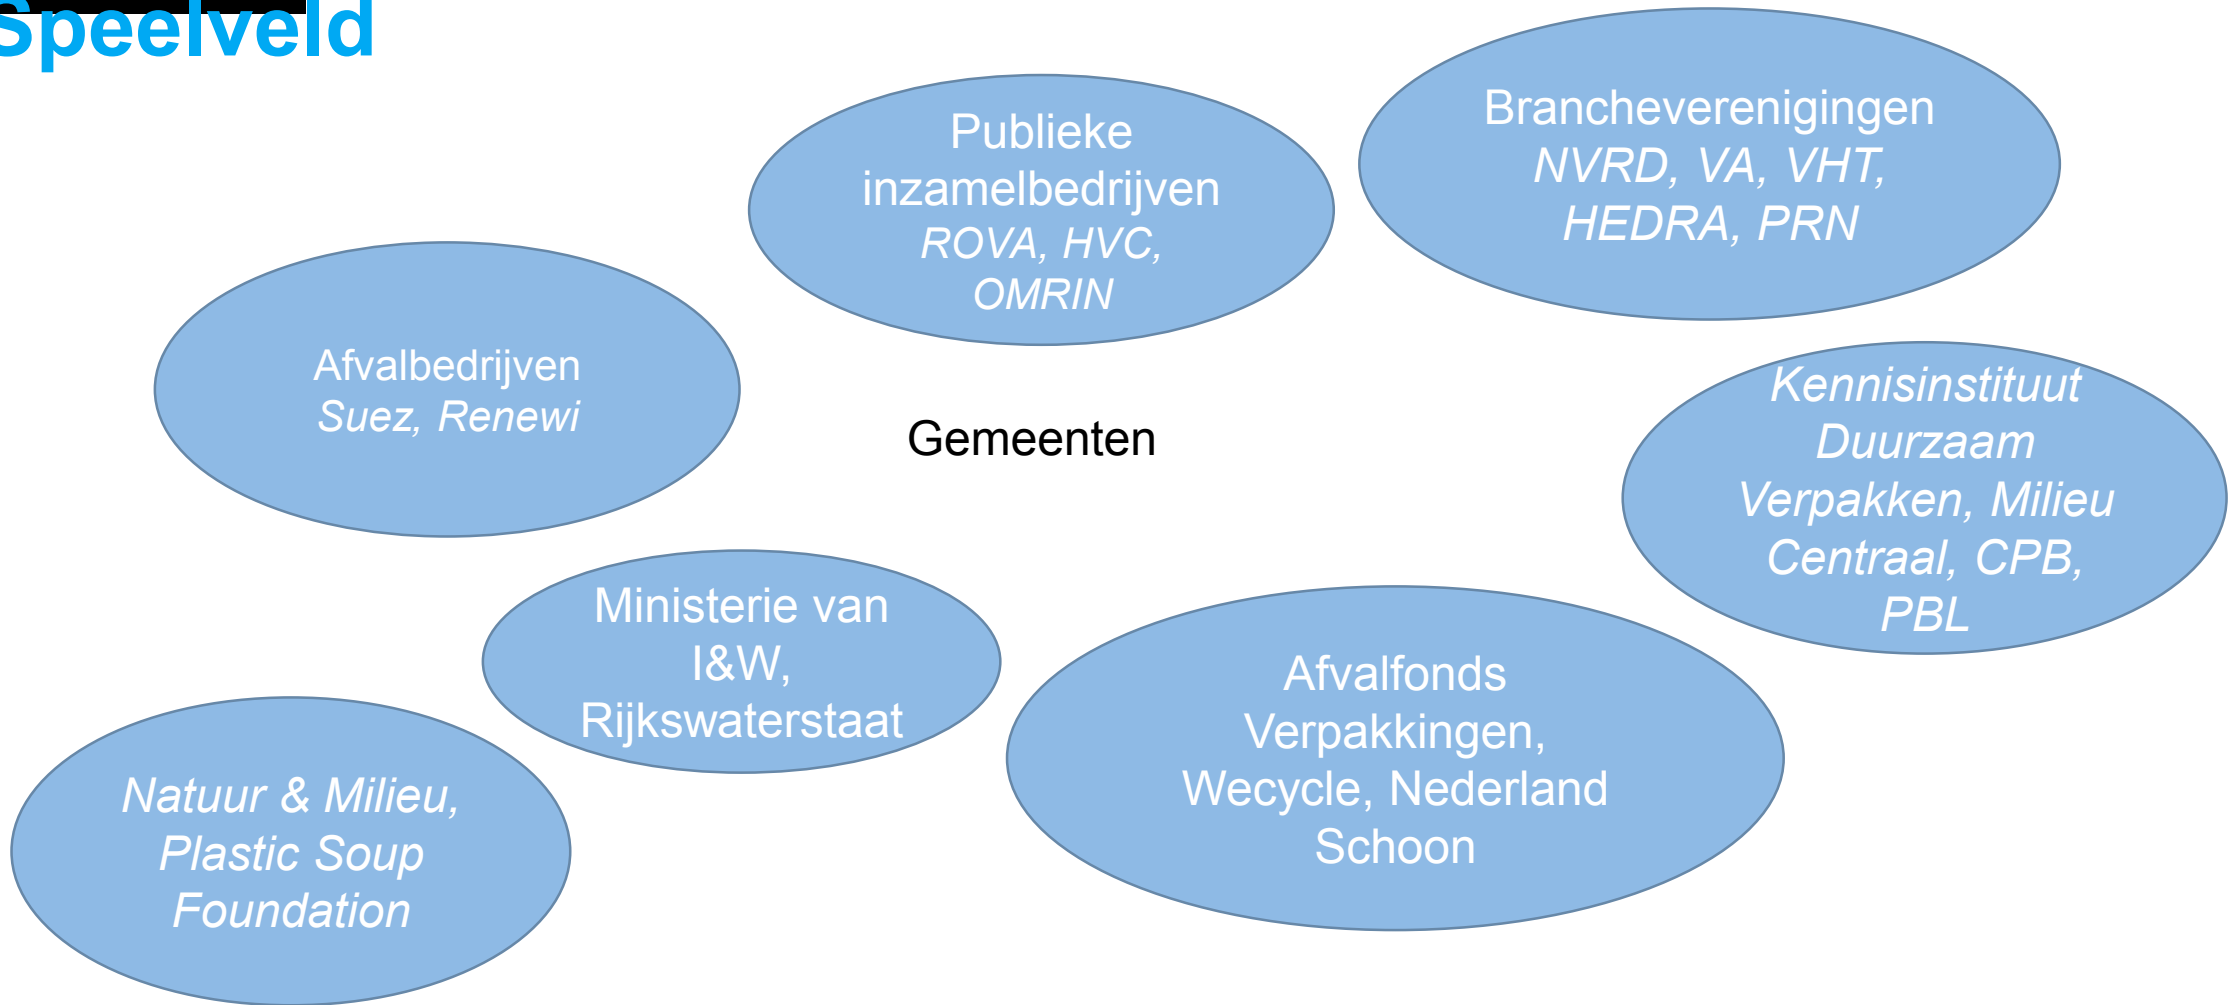 Speelveld
Publieke
inzamelbedrijven
ROVA, HVC,
OMRIN
Brancheverenigingen
NVRD, VA, VHT,
HEDRA, PRN
Afvalbedrijven
Suez, Renewi
Gemeenten
Kennisinstituut
Duurzaam
Verpakken, Milieu
Centraal, CPB,
PBL
Ministerie van
I&W,
Rijkswaterstaat
Afvalfonds
Verpakkingen,
Wecycle, Nederland
Schoon
Natuur & Milieu,
Plastic Soup
Foundation